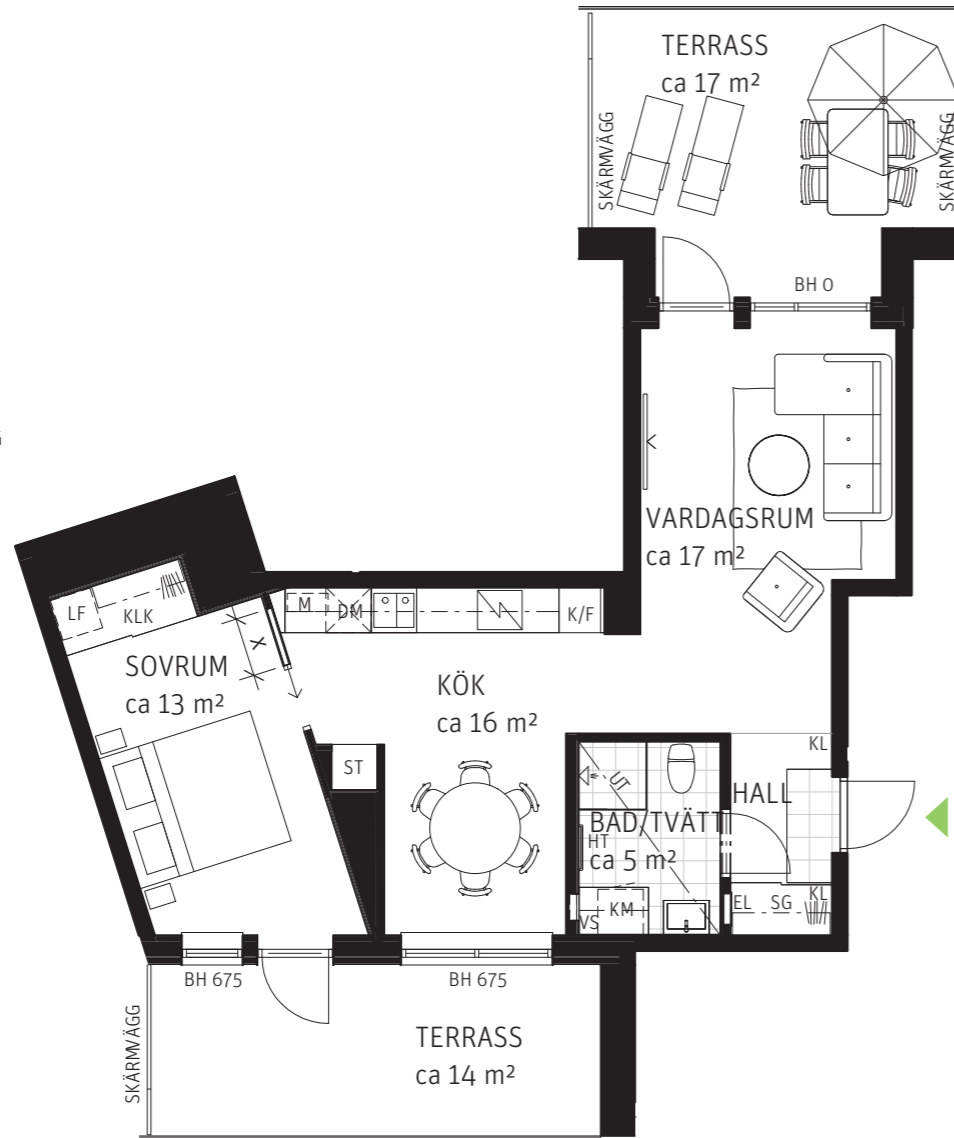 TERRASS
ca 17 m²
SKÄRMVÄGG
SKÄRMVÄGG
BH 0
VARDAGSRUM
ca 17 m²
LF
KLK
M
DM
K/F
X
SOVRUM
ca 13 m²
KÖK
ca 16 m²
ST
UT
KL
HALL
BAD/TVÄTT
HT
ca 5 m²
VS
KM
EL
SG
KL
BH 675
BH 675
SKÄRMVÄGG
TERRASS
ca 14 m²